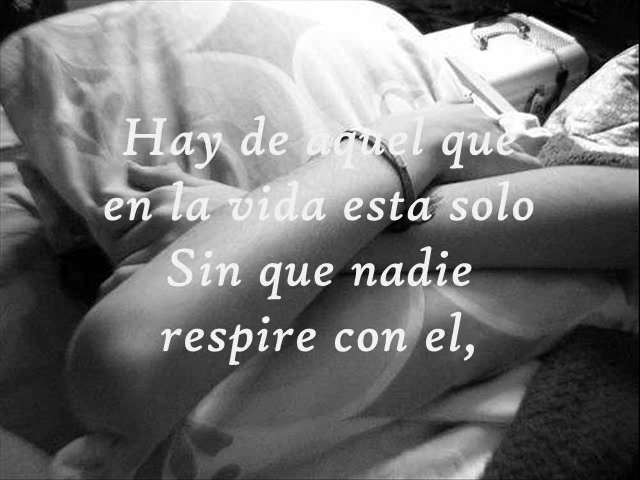 Hay de aquel que
en la vida esta solo
Sin que nadie
respire con el,